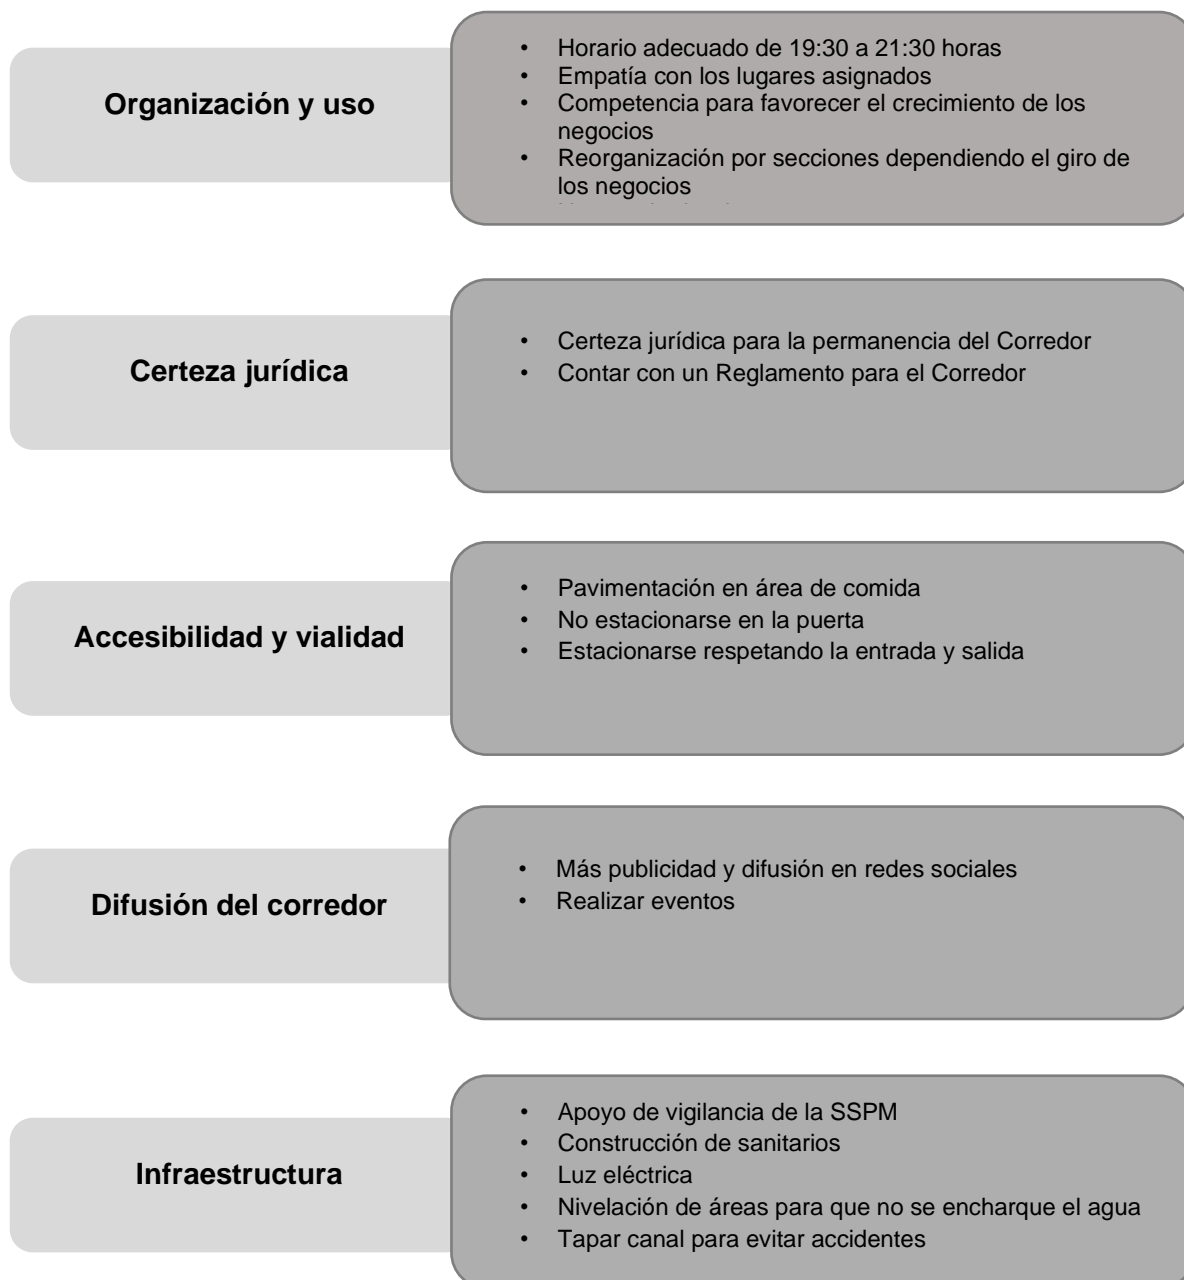 Organización y uso
• Horario adecuado de 19:30 a 21:30 horas
• Empatía con los lugares asignados
• Competencia para favorecer el crecimiento de los
negocios
• Reorganización por secciones dependiendo el giro de
los negocios
Certeza jurídica
• Certeza jurídica para la permanencia del Corredor
• Contar con un Reglamento para el Corredor
Accesibilidad y vialidad
• Pavimentación en área de comida
• No estacionarse en la puerta
• Estacionarse respetando la entrada y salida
Difusión del corredor
• Más publicidad y difusión en redes sociales
• Realizar eventos
Infraestructura
• Apoyo de vigilancia de la SSPM
• Construcción de sanitarios
• Luz eléctrica
• Nivelación de áreas para que no se encharque el agua
• Tapar canal para evitar accidentes